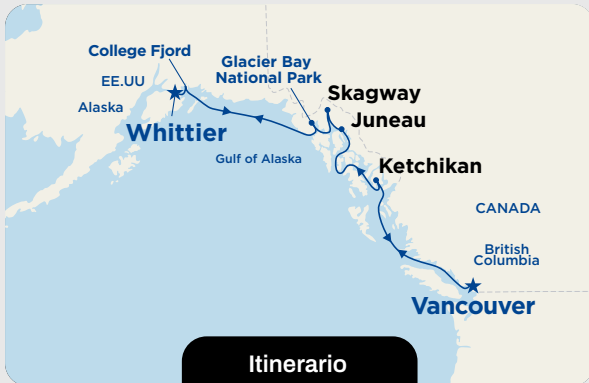 College Fjord
EE.UU
Alaska
Whittier
Glacier Bay
National Park
Skagway
Juneau
Gulf of Alaska
Ketchikan
CANADA
British
Columbia
Vancouver
Itinerario